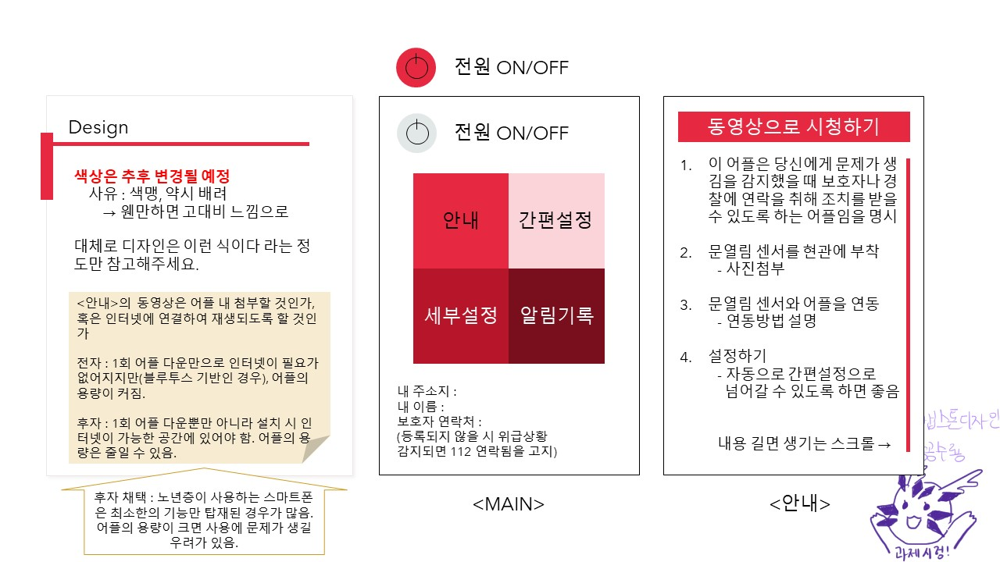 전원 ON/OFF
Design
색상은 추후 변경될 예정
사유 : 색맹, 약시 배려
→ 웬만하면 고대비 느낌으로
대체로 디자인은 이런 식이다 라는 정
도만 참고해주세요.
<안내>의 동영상은 어플 내 첨부할 것인가,
혹은 인터넷에 연결하여 재생되도록 할 것인
가
전자 : 1회 어플 다운만으로 인터넷이 필요가
없어지지만(블루투스 기반인 경우), 어플의
용량이 커짐.
후자 : 1회 어플 다운뿐만 아니라 설치 시 인
터넷이 가능한 공간에 있어야 함. 어플의 용
량은 줄일 수 있음.
후자 채택 : 노년층이 사용하는 스마트폰
은 최소한의 기능만 탑재된 경우가 많음.
어플의 용량이 크면 사용에 문제가 생길
우려가 있음.
전원 ON/OFF
안내
간편설정
세부설정
알림기록
내 주소지 :
내 이름 :
보호자 연락처 :
(등록되지 않을 시 위급상황
감지되면 112 연락됨을 고지)
<MAIN>
동영상으로 시청하기
1. 이 어플은 당신에게 문제가 생
김을 감지했을 때 보호자나 경
찰에 연락을 취해 조치를 받을
수 있도록 하는 어플임을 명시
2. 문열림 센서를 현관에 부착
- 사진첨부
3. 문열림 센서와 어플을 연동
- 연동방법 설명
4. 설정하기
- 자동으로 간편설정으로
넘어갈 수 있도록 하면 좋음
내용 길면 생기는 스크롤 →
<안내>
과제시렁!